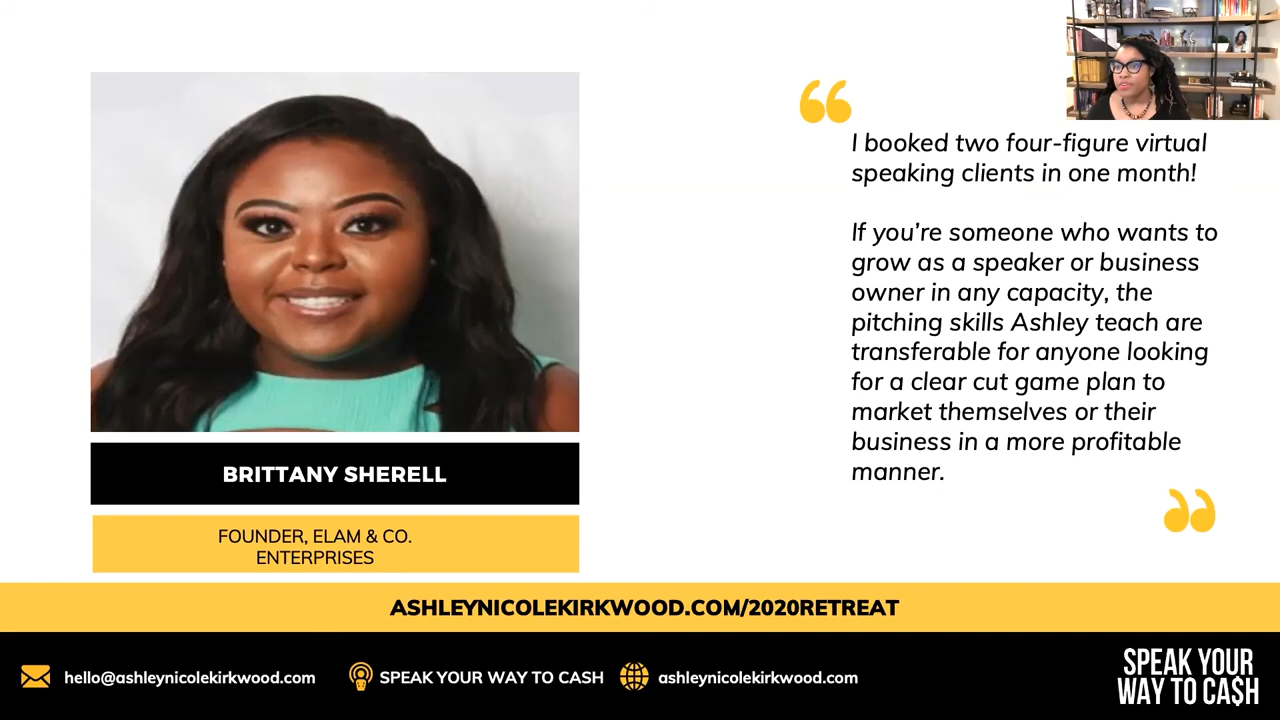 I booked two four-figure virtual
speaking clients in one month!
If you’re someone who wants to
grow as a speaker or business
owner in any capacity, the
pitching skills Ashley teach are
transferable for anyone looking
for a clear cut game plan to
market themselves or their
business in a more profitable
manner.
BRITTANY SHERELL
FOUNDER, ELAM & CO.
ENTERPRISES
ASHLEYNICOLEKIRKWOOD.COM/2020RETREAT
hello@ashleynicolekirkwood.com
SPEAK YOUR WAY TO CASH
ashleynicolekirkwood.com
SPEAK YOUR
WAY TO CA$H